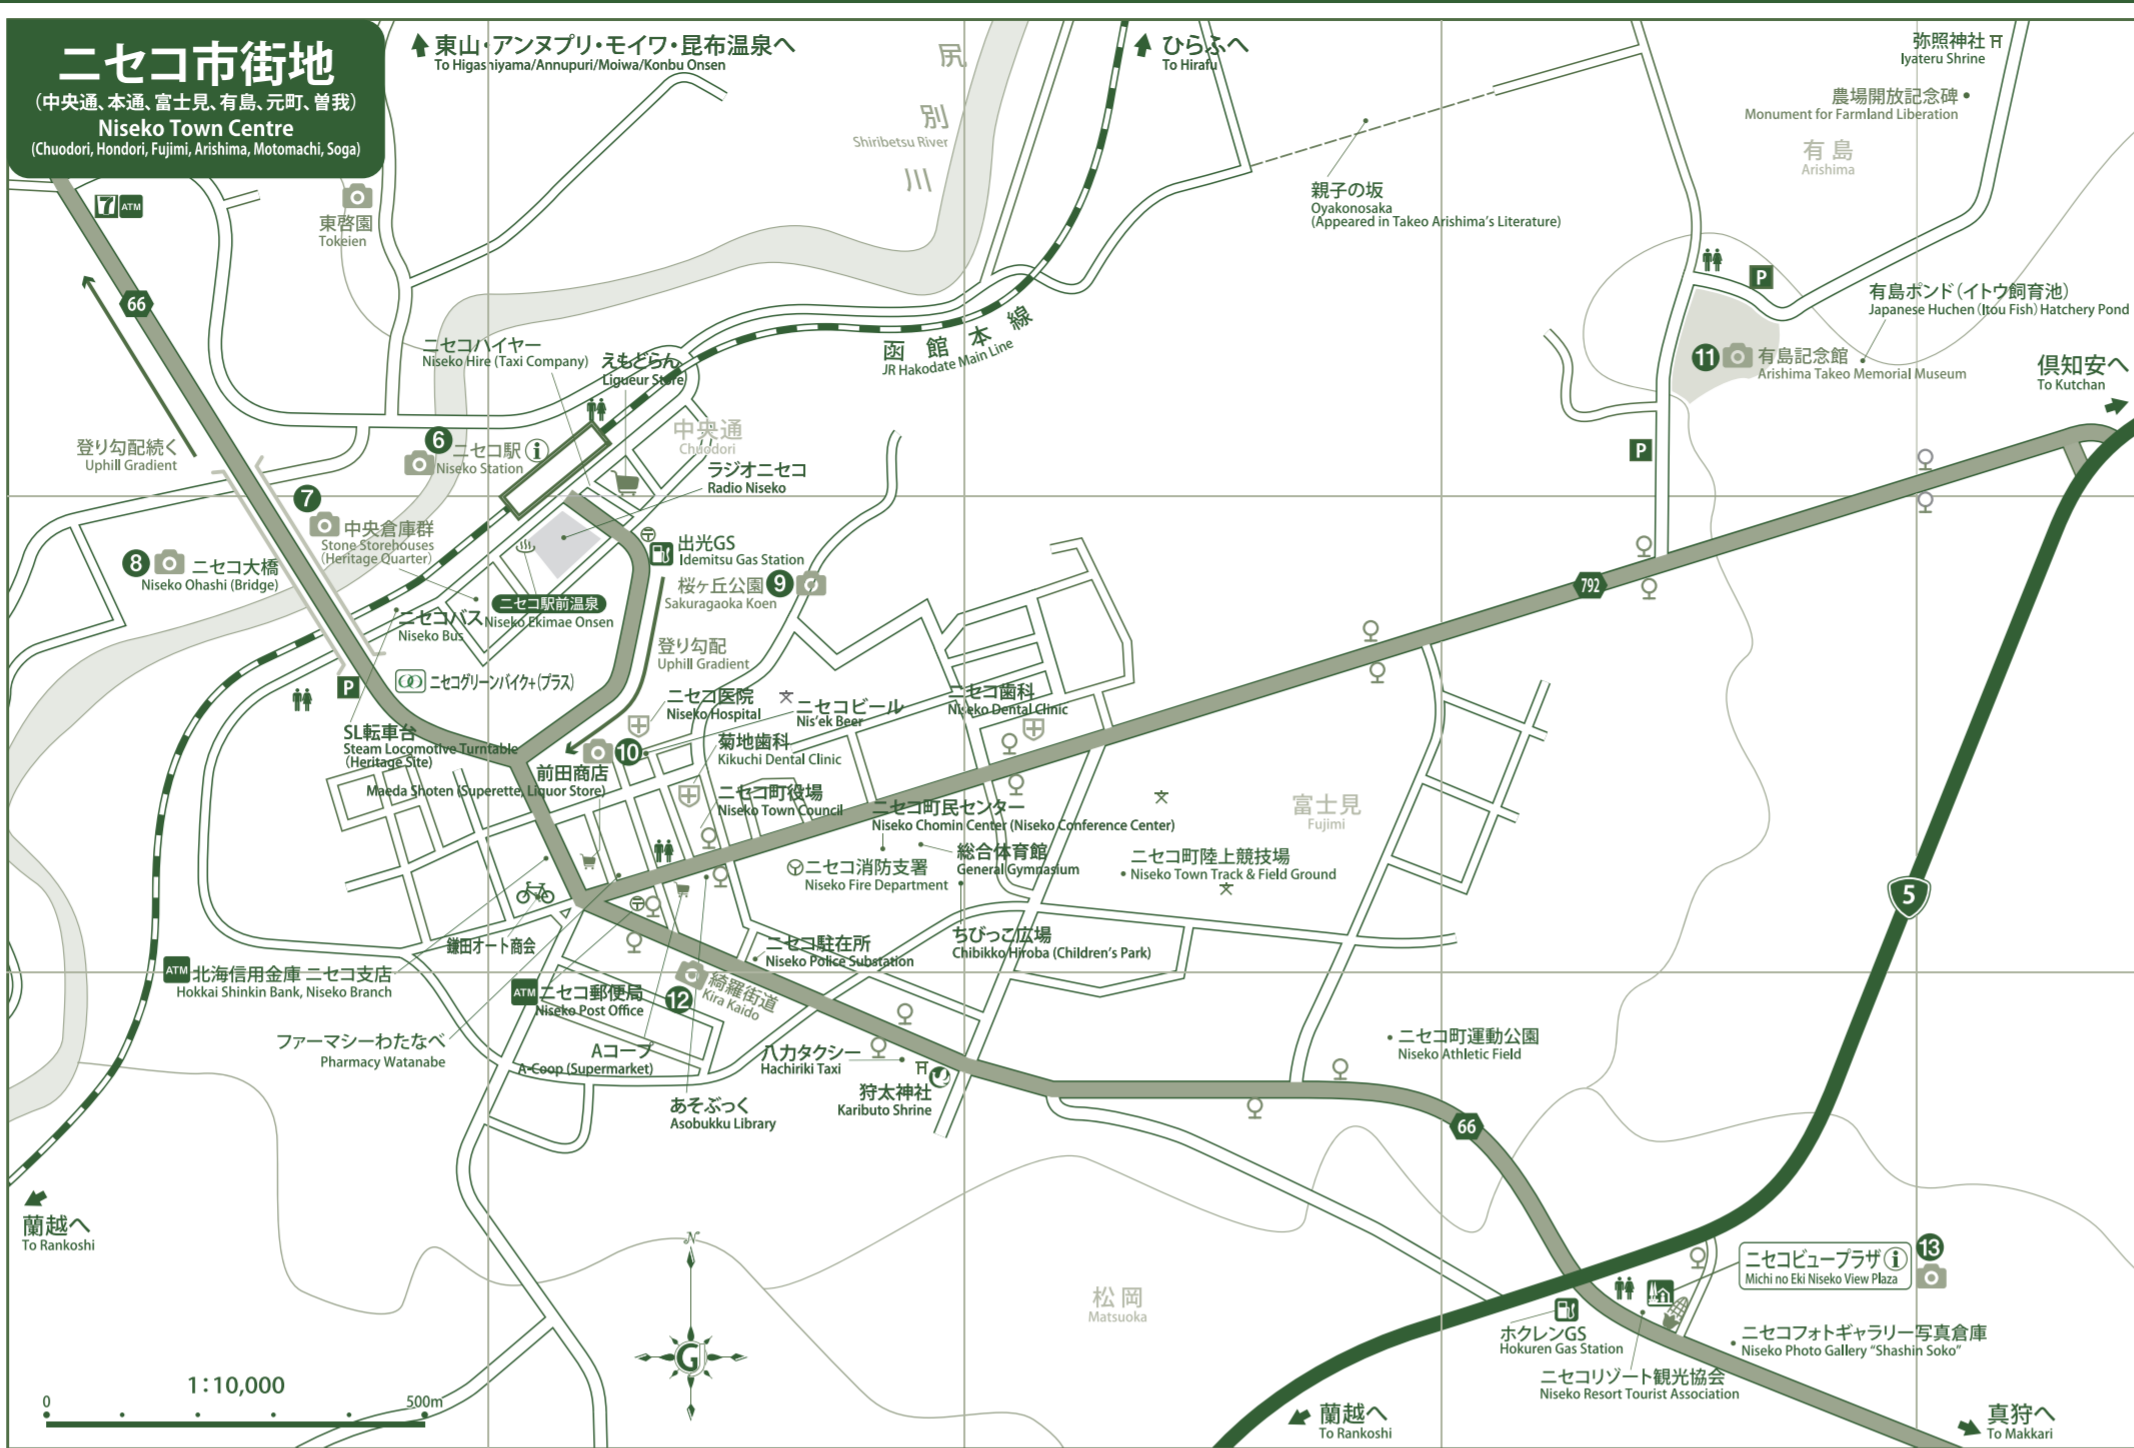 ニセコ市街地
(中央通、本通、富士見、有島、元町、曽我)
Niseko Town Centre
(Chuodori, Hondori, Fujimi, Arishima, Motomachi, Soga)
東山・アンヌプリ・モイワ・昆布温泉へ
To Higashiyama/Annupuri/Moiwa/Konbu Onsen
尻
別
Shiribetsu River
川
ひらふへ
To Hirafu
弥照神社
Iyateru Shrine
農場開放記念碑
Monument for Farmland Liberation
有島
Arishima
親子の坂
Oyakonosaka
(Appeared in Takeo Arishima's Literature)
7
ATM
東啓園
Tokeien
66
P
有島ポンド(イトウ飼育池)
Japanese Huchen (Itou Fish) Hatchery Pond
11
有島記念館
Arishima Takeo Memorial Museum
倶知安へ
To Kutchan
函館本線
JR Hakodate Main Line
ニセコハイヤー
Niseko Hire (Taxi Company)
えもどらん
Ligueur Store
中央通
Chuodori
登り勾配続く
Uphill Gradient
6
ニセコ駅
i
Niseko Station
P
ラジオニセコ
Radio Niseko
7
中央倉庫群
Stone Storehouses
(Heritage Quarter)
8
ニセコ大橋
Niseko Ohashi (Bridge)
出光GS
Idemitsu Gas Station
桜ヶ丘公園
9
Sakuragaoka Koen
ニセコ駅前温泉
Niseko Ekimae Onsen
ニセコバス
Niseko Bus
792
登り勾配
Uphill Gradient
P
ニセコグリーンバイク+(プラス)
ニセコ医院
Niseko Hospital
文
ニセコビール
Nis'ek Beer
ニセコ歯科
Niseko Dental Clinic
SL転車台
Steam Locomotive Turntable
(Heritage Site)
10
菊地歯科
Kikuchi Dental Clinic
前田商店
Maeda Shoten (Superette, Liquor Store)
ニセコ町役場
Niseko Town Council
ニセコ町民センター
Niseko Chomin Center (Niseko Conference Center)
文
富士見
Fujimi
総合体育館
General Gymnasium
ニセコ消防支署
Niseko Fire Department
ニセコ町陸上競技場
Niseko Town Track & Field Ground
文
5
鎌田オート商会
ニセコ駐在所
Niseko Police Substation
ちびっこ広場
Chibikko Hiroba (Children's Park)
ATM
北海信用金庫 ニセコ支店
Hokkai Shinkin Bank, Niseko Branch
ATM
ニセコ郵便局
Niseko Post Office
12
綺羅街道
Kira Kaido
ファーマシーわたなべ
Pharmacy Watanabe
Aコープ
A-Coop (Supermarket)
八力タクシー
Hachiriki Taxi
狩太神社
Kaributo Shrine
あそぶっく
Asobukku Library
ニセコ町運動公園
Niseko Athletic Field
66
蘭越へ
To Rankoshi
N
G
松岡
Matsuoka
ニセコビュープラザ
i
Michi no Eki Niseko View Plaza
13
ホクレンGS
Hokuren Gas Station
ニセコフォトギャラリー写真倉庫
Niseko Photo Gallery "Shashin Soko"
ニセコリゾート観光協会
Niseko Resort Tourist Association
1:10,000
0
500m
蘭越へ
To Rankoshi
真狩へ
To Makkari